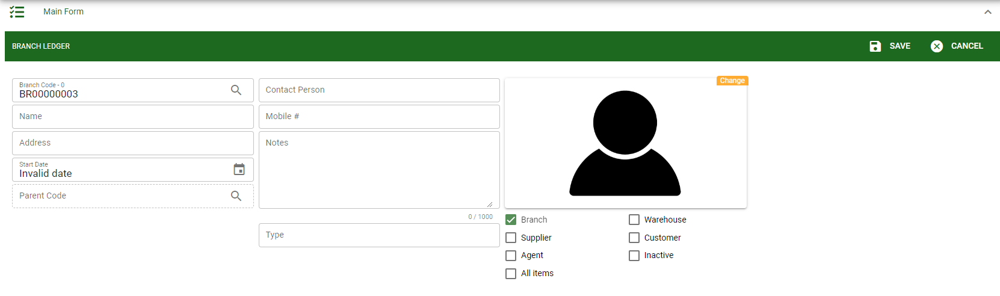 Main Form
BRANCH LEDGER
SAVE
CANCEL
Branch Code - 0
BR00000003
Name
Address
Start Date
Invalid date
Parent Code
Contact Person
Mobile #
Notes
0 / 1000
Type
Change
Branch
Warehouse
Supplier
Customer
Agent
Inactive
All items